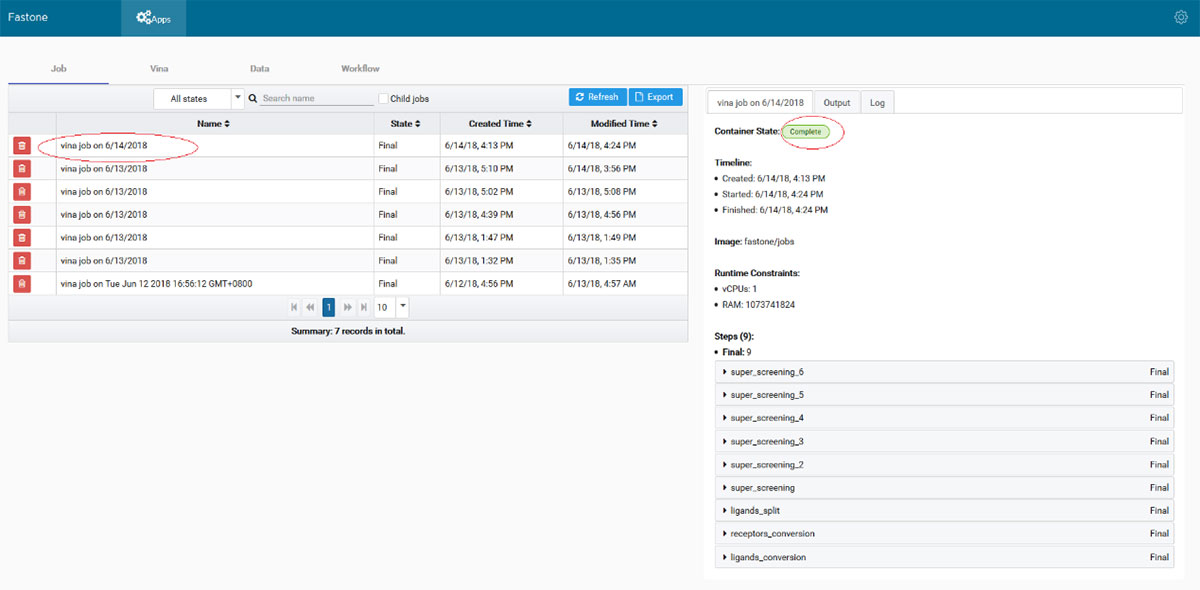 Fastone
Apps
Job Vina Data Workflow
All states Search name Child jobs Refresh Export
Name State Created Time Modified Time
vina job on 6/14/2018 Final 6/14/18, 4:13 PM 6/14/18, 4:24 PM
vina job on 6/13/2018 Final 6/13/18, 5:10 PM 6/14/18, 3:56 PM
vina job on 6/13/2018 Final 6/13/18, 5:02 PM 6/13/18, 5:08 PM
vina job on 6/13/2018 Final 6/13/18, 4:39 PM 6/13/18, 4:56 PM
vina job on 6/13/2018 Final 6/13/18, 1:47 PM 6/13/18, 1:49 PM
vina job on 6/13/2018 Final 6/13/18, 1:32 PM 6/13/18, 1:35 PM
vina job on Tue Jun 12 2018 16:56:12 GMT+0800 Final 6/12/18, 4:56 PM 6/13/18, 4:57 AM
1 10
Summary: 7 records in total.
vina job on 6/14/2018 Output Log
Container State: Complete
Timeline:
• Created: 6/14/18, 4:13 PM
• Started: 6/14/18, 4:24 PM
• Finished: 6/14/18, 4:24 PM
Image: fastone/jobs
Runtime Constraints:
• vCPUs: 1
• RAM: 1073741824
Steps (9):
• Final: 9
super_screening_6 Final
super_screening_5 Final
super_screening_4 Final
super_screening_3 Final
super_screening_2 Final
super_screening Final
ligands_split Final
receptors_conversion Final
ligands_conversion Final